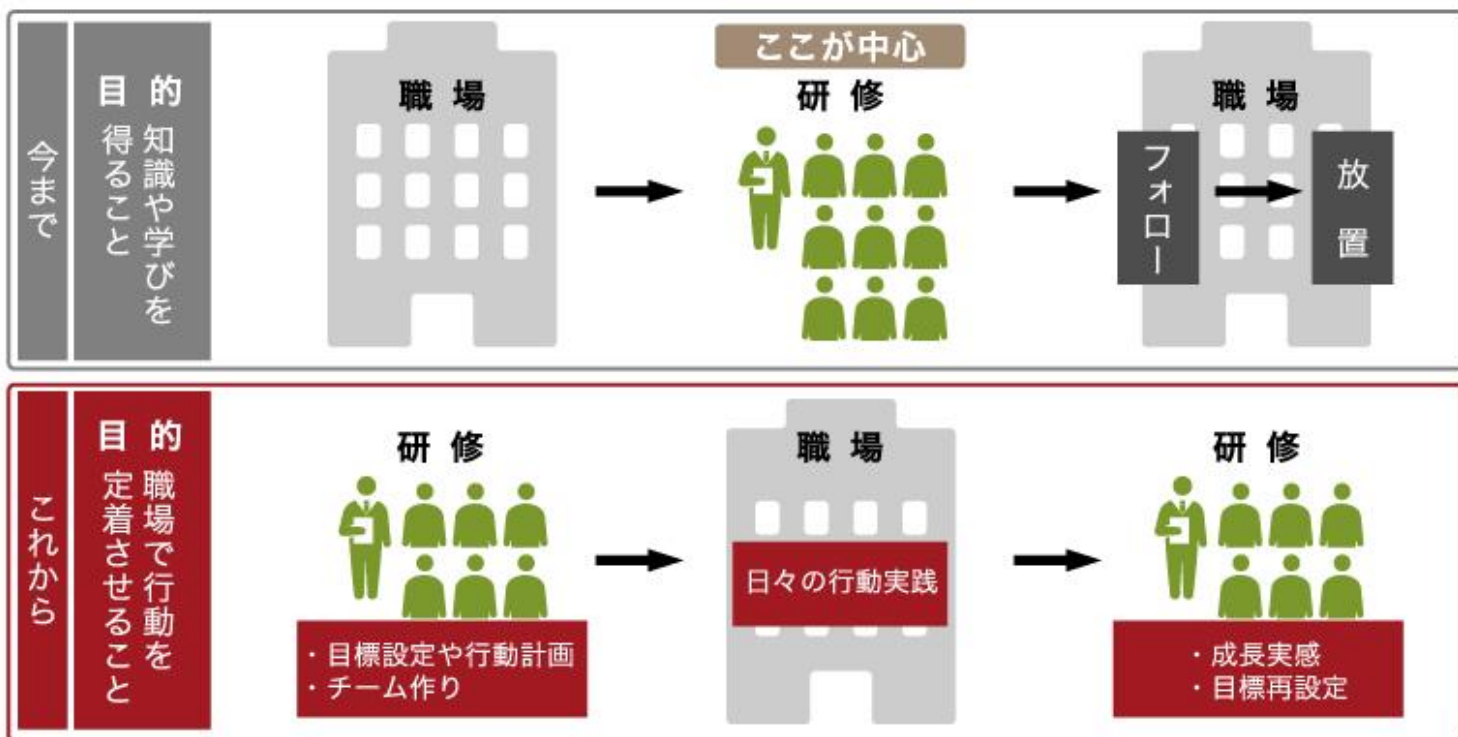 今まで
目的
知識や学びを
得ること
職場
ここが中心
研修
職場
フォロー
放置
これから
目的
職場で行動を
定着させること
研修
・目標設定や行動計画
・チーム作り
職場
日々の行動実践
研修
・成長実感
・目標再設定